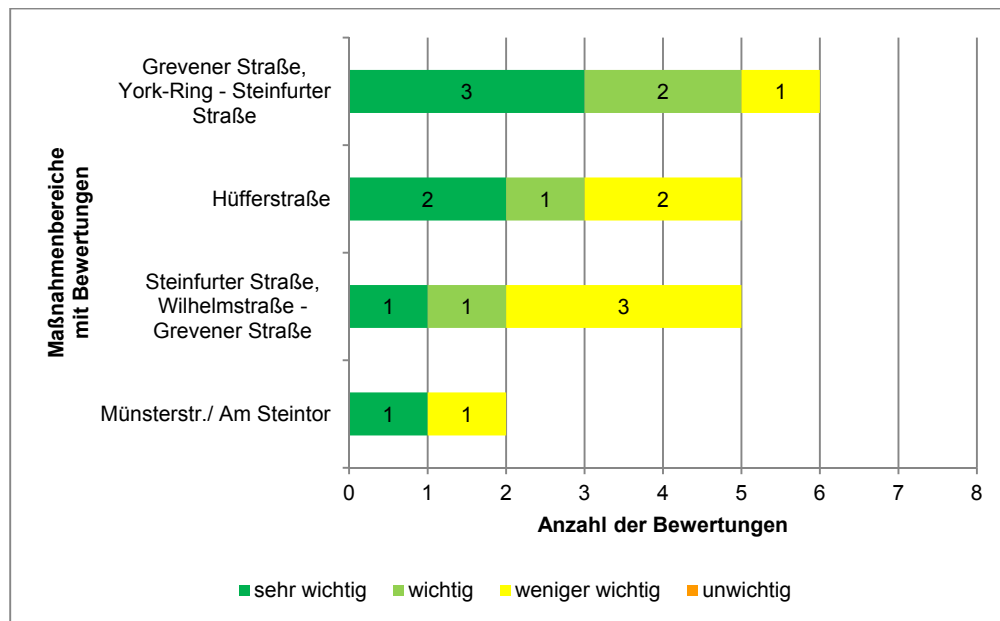 Maßnahmenbereiche
mit Bewertungen
Grevener Straße,
York-Ring - Steinfurter
Straße
3 2 1
Hüfferstraße
2 1 2
Steinfurter Straße,
Wilhelmstraße -
Grevener Straße
1 1 3
Münsterstr./ Am Steintor
1 1
0 1 2 3 4 5 6 7 8
Anzahl der Bewertungen
sehr wichtig wichtig weniger wichtig unwichtig